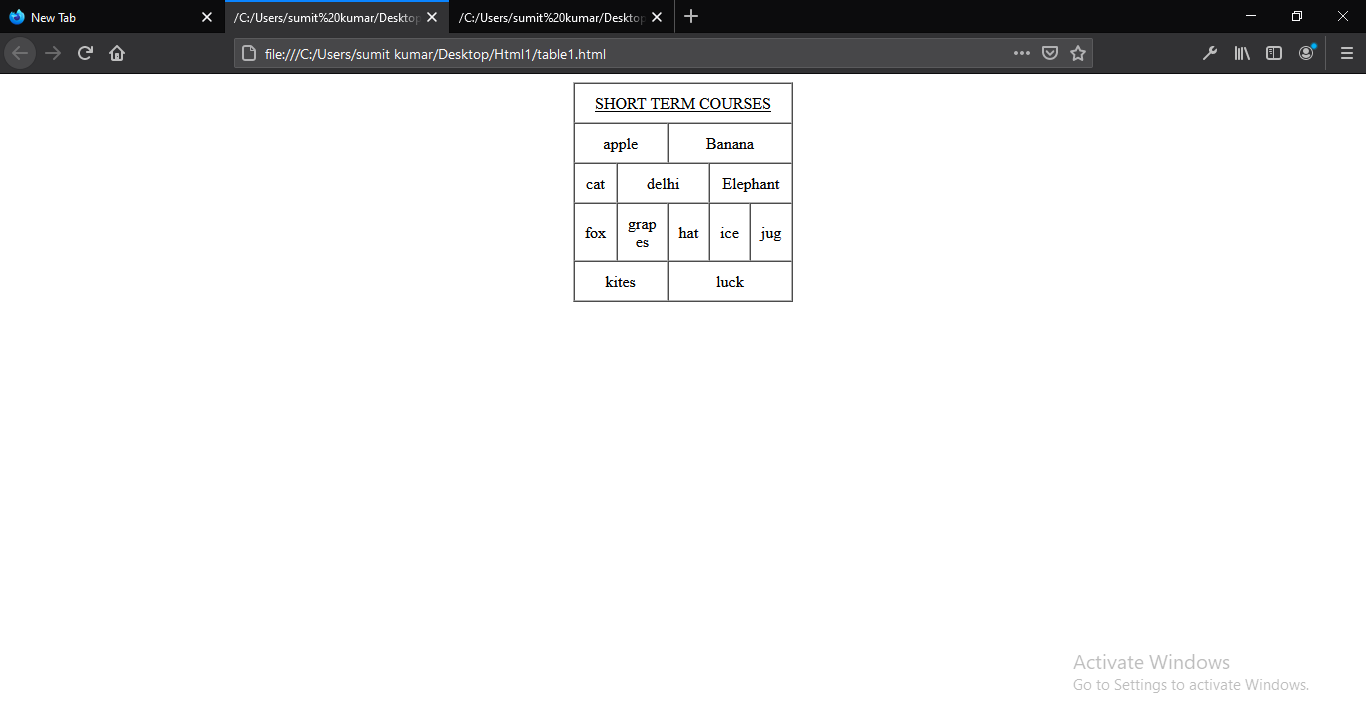 New Tab
/C:/Users/sumit%20kumar/Desktop
/C:/Users/sumit%20kumar/Desktop
file:///C:/Users/sumit kumar/Desktop/Html1/table1.html
SHORT TERM COURSES
apple Banana
cat delhi Elephant
fox grap
es hat ice jug
kites luck
Activate Windows
Go to Settings to activate Windows.